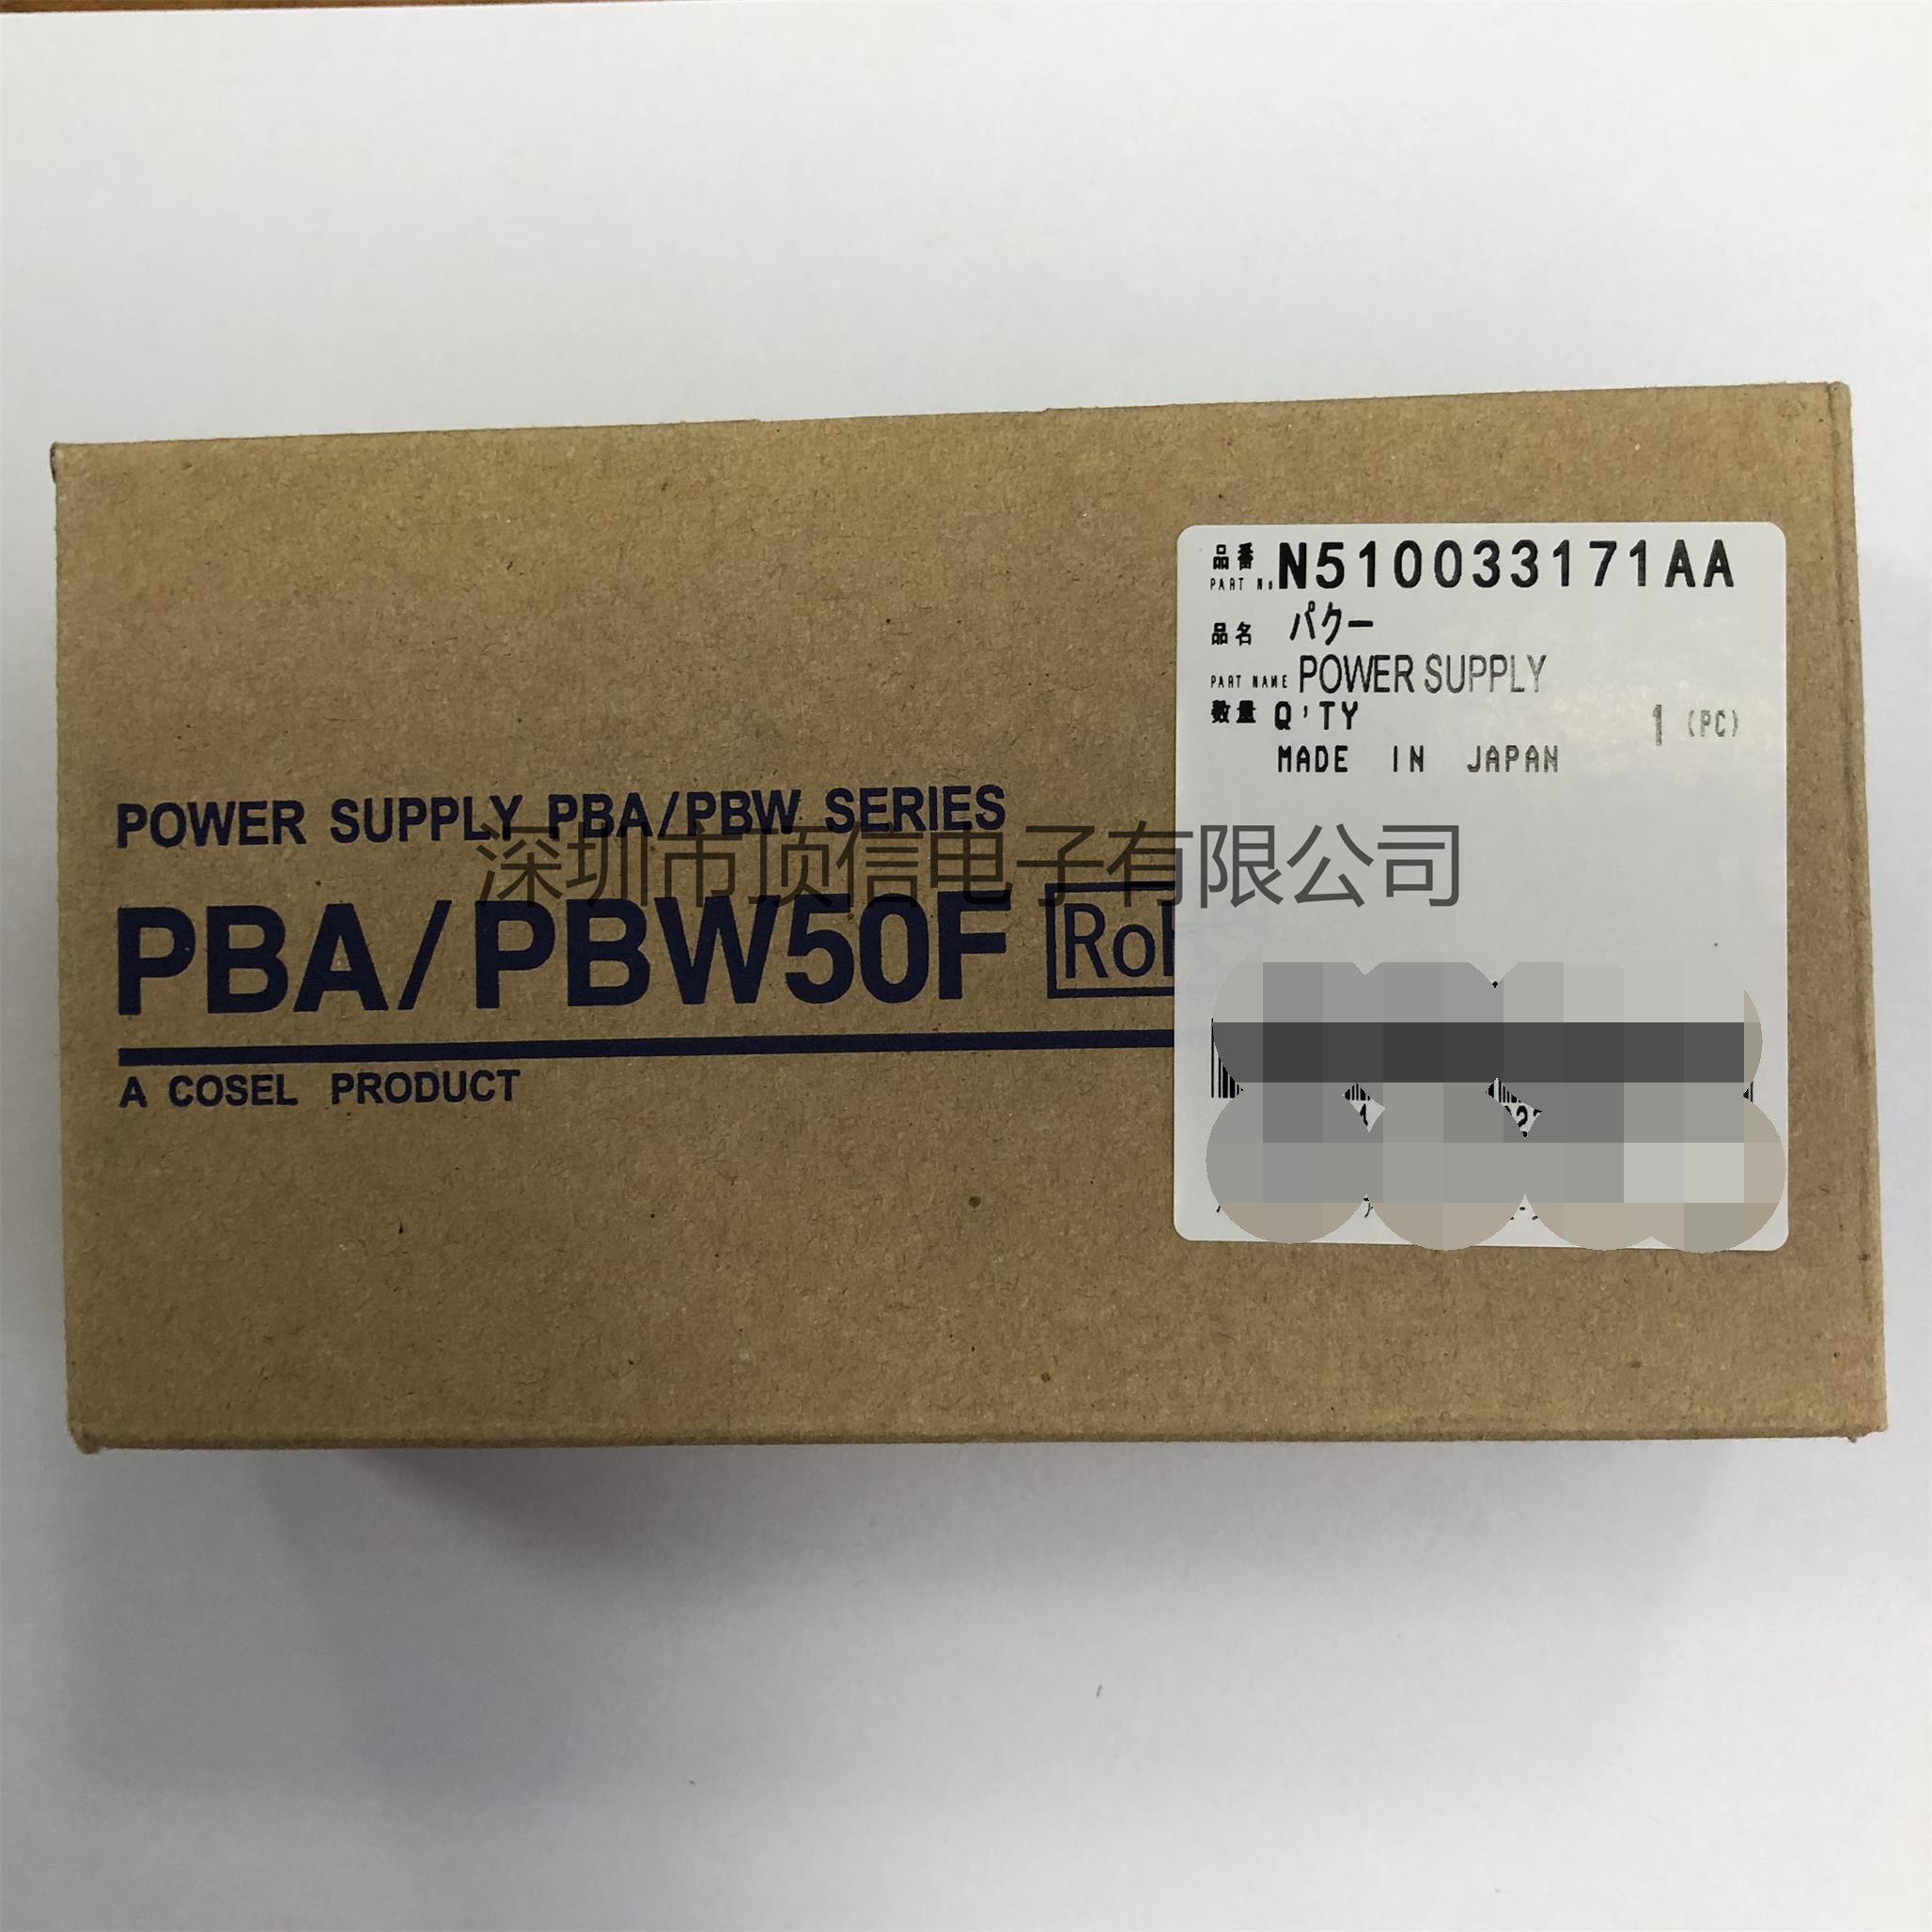 POWER SUPPLY PBA/PBW SERIES
PBA/PBW50F
A COSEL PRODUCT
品番
PART No. N510033171AA
品名 パクー
PART NAME POWER SUPPLY
数量 Q'TY 1 (PC)
MADE IN JAPAN
深圳市顶信电子有限公司